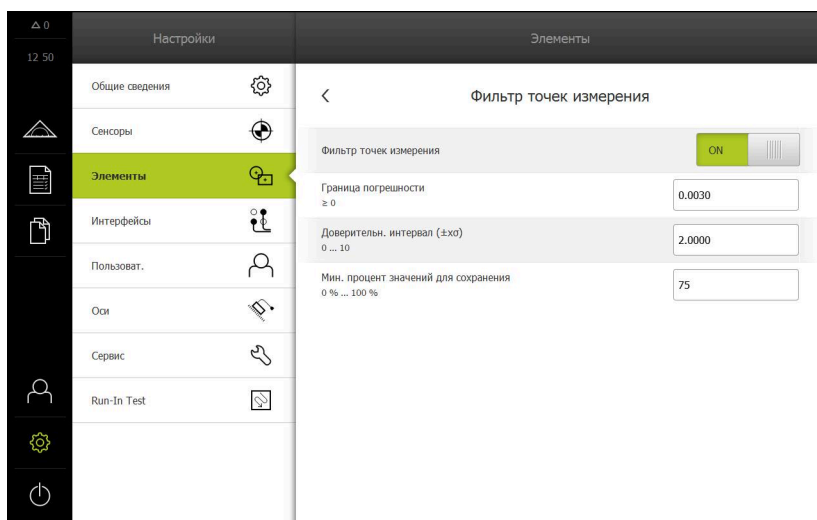 △ 0
12 50
Настройки
Общие сведения
Сенсоры
Элементы
Интерфейсы
Пользоват.
Оси
Сервис
Run-In Test
Элементы
Фильтр точек измерения
Фильтр точек измерения
ON
Граница погрешности
≥ 0
0.0030
Доверительн. интервал (±xσ)
0 ... 10
2.0000
Мин. процент значений для сохранения
0 % ... 100 %
75